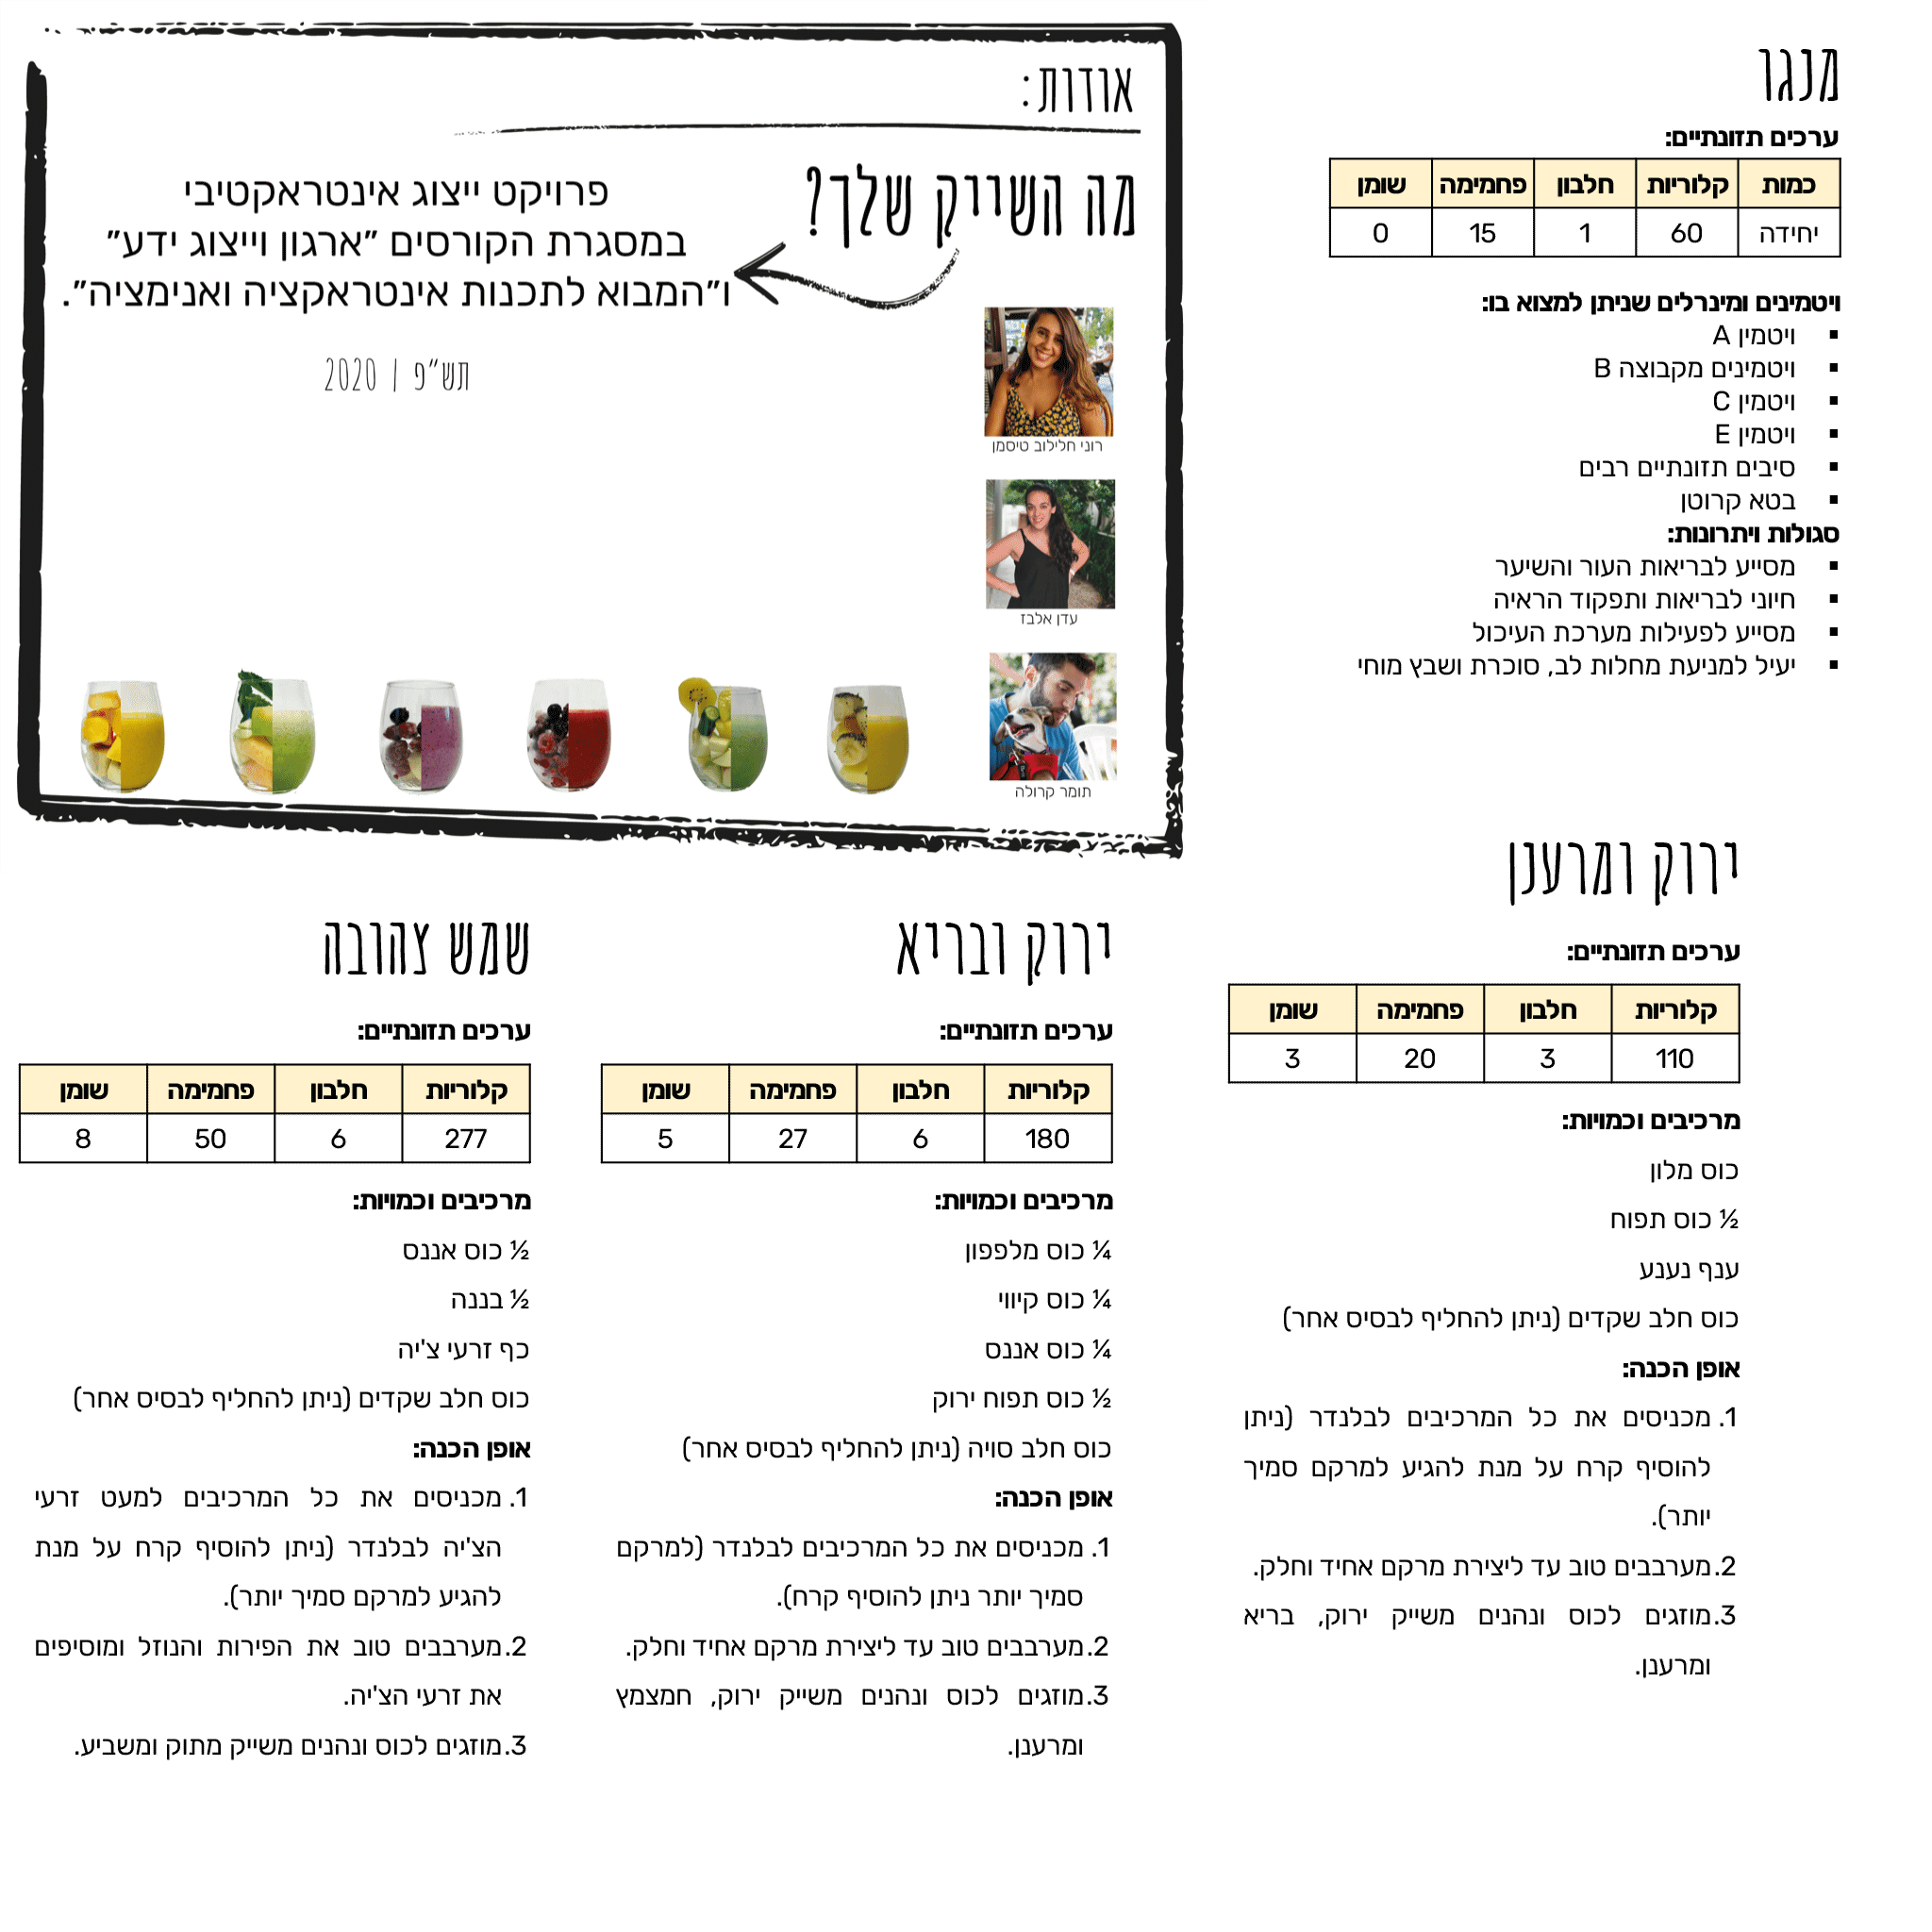 אודות:
מה השייק שלך?
פרויקט ייצוג אינטראקטיבי
במסגרת הקורסים ״ארגון וייצוג ידע״
ו״המבוא לתכנות אינטראקציה ואנימציה״.
תש״פ | 2020
רוני חלילוב טיסמן
עדן אלבז
תומר קרולה
מנגו
ערכים תזונתיים:
כמות קלוריות חלבון פחמימה שומן
יחידה 60 1 15 0
ויטמינים ומינרלים שניתן למצוא בו:
▪ ויטמין A
▪ ויטמינים מקבוצה B
▪ ויטמין C
▪ ויטמין E
▪ סיבים תזונתיים רבים
▪ בטא קרוטן
סגולות ויתרונות:
▪ מסייע לבריאות העור והשיער
▪ חיוני לבריאות ותפקוד הראיה
▪ מסייע לפעילות מערכת העיכול
▪ יעיל למניעת מחלות לב, סוכרת ושבץ מוחי
ירוק ומרענן
ערכים תזונתיים:
קלוריות חלבון פחמימה שומן
110 3 20 3
מרכיבים וכמויות:
כוס מלון
½ כוס תפוח
ענף נענע
כוס חלב שקדים (ניתן להחליף לבסיס אחר)
אופן הכנה:
1. מכניסים את כל המרכיבים לבלנדר (ניתן
להוסיף קרח על מנת להגיע למרקם סמיך
יותר).
2. מערבבים טוב עד ליצירת מרקם אחיד וחלק.
3. מוזגים לכוס ונהנים משייק ירוק, בריא
ומרענן.
ירוק ובריא
ערכים תזונתיים:
קלוריות חלבון פחמימה שומן
180 6 27 5
מרכיבים וכמויות:
¼ כוס מלפפון
¼ כוס קיווי
¼ כוס אננס
½ כוס תפוח ירוק
כוס חלב סויה (ניתן להחליף לבסיס אחר)
אופן הכנה:
1. מכניסים את כל המרכיבים לבלנדר (למרקם
סמיך יותר ניתן להוסיף קרח).
2. מערבבים טוב עד ליצירת מרקם אחיד וחלק.
3. מוזגים לכוס ונהנים משייק ירוק, חמצמץ
ומרענן.
שמש צהובה
ערכים תזונתיים:
קלוריות חלבון פחמימה שומן
277 6 50 8
מרכיבים וכמויות:
½ כוס אננס
½ בננה
כף זרעי צ'יה
כוס חלב שקדים (ניתן להחליף לבסיס אחר)
אופן הכנה:
1. מכניסים את כל המרכיבים למעט זרעי
הצ'יה לבלנדר (ניתן להוסיף קרח על מנת
להגיע למרקם סמיך יותר).
2. מערבבים טוב את הפירות והנוזל ומוסיפים
את זרעי הצ'יה.
3. מוזגים לכוס ונהנים משייק מתוק ומשביע.